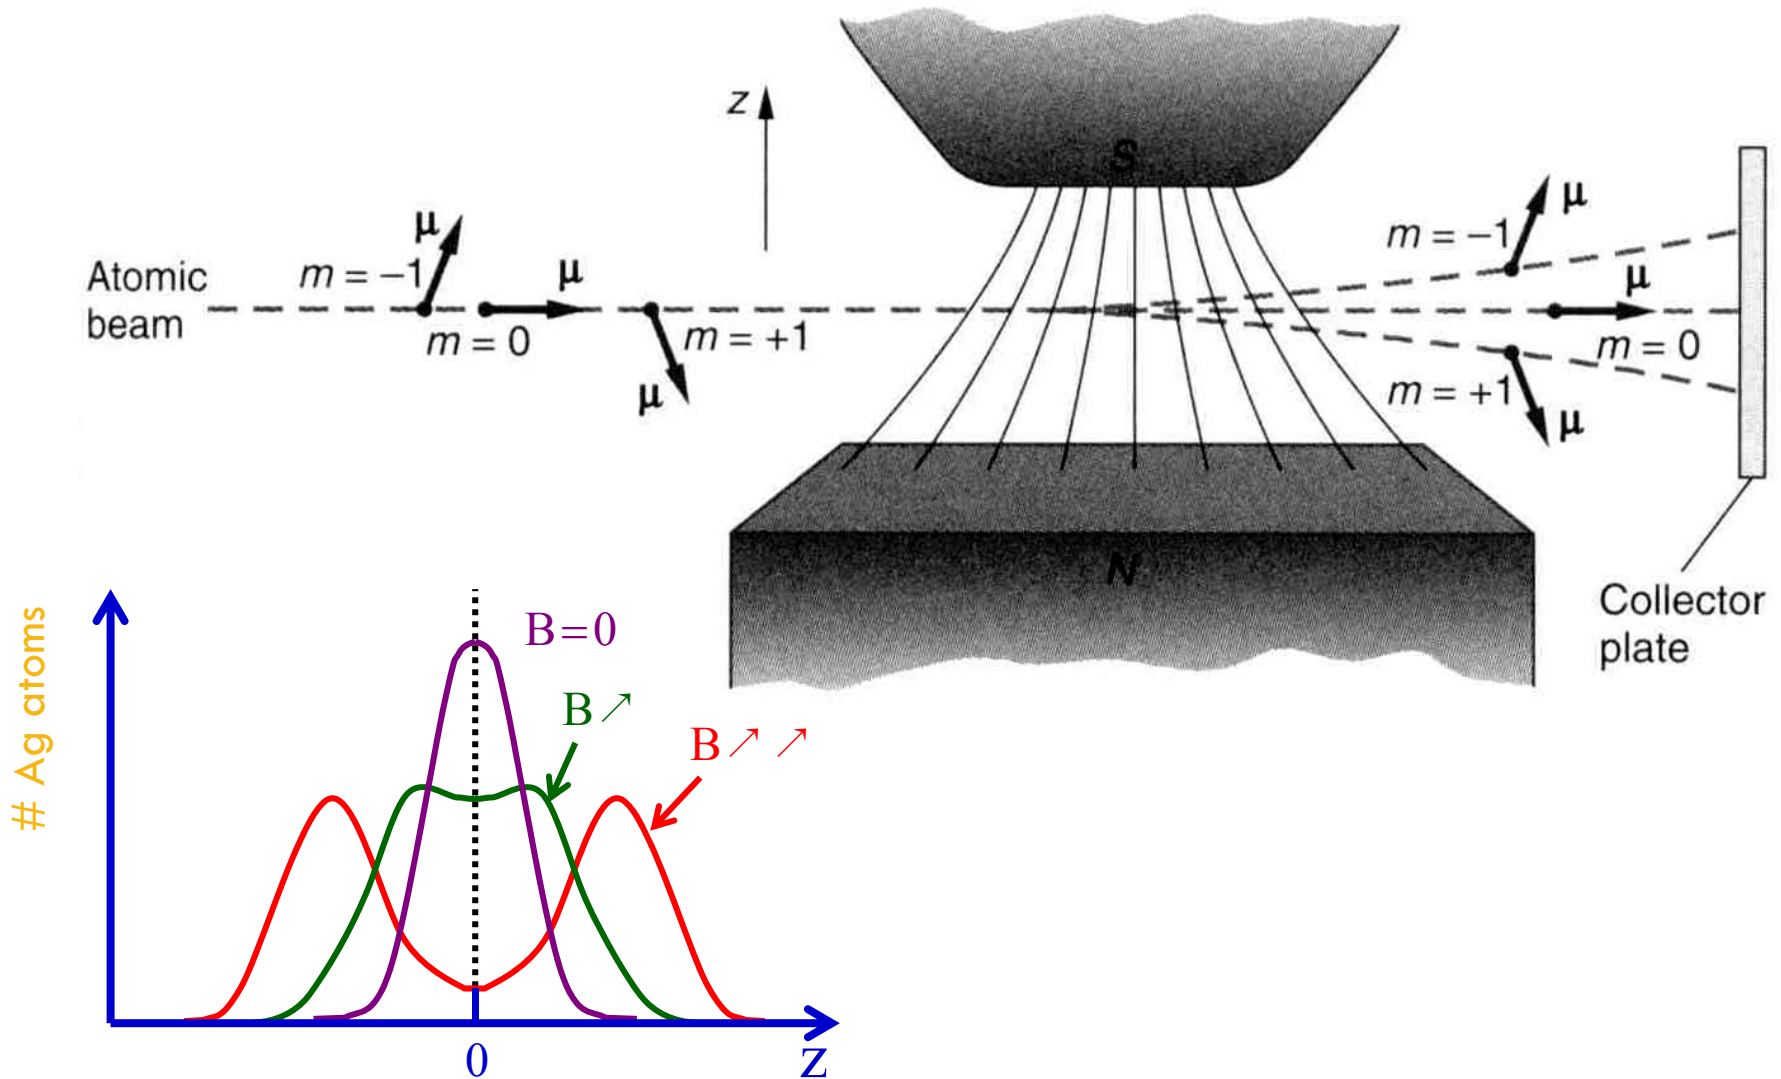 z
S
μ
m = −1
μ
Atomic
beam
m = 0
m = +1
μ
m = −1
μ
μ
m = 0
m = +1
μ
N
Collector
plate
# Ag atoms
B=0
B↗
B↗↗
0
z